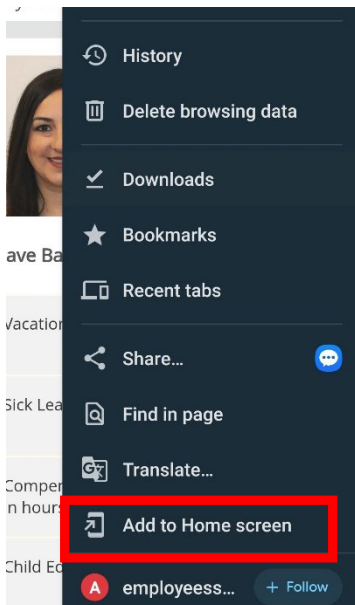 History
Delete browsing data
Downloads
ave Ba
Bookmarks
Recent tabs
Vacation
Share...
Sick Lea
Find in page
Translate...
Compen
n hours
Add to Home screen
Child Ed
A employeess... + Follow